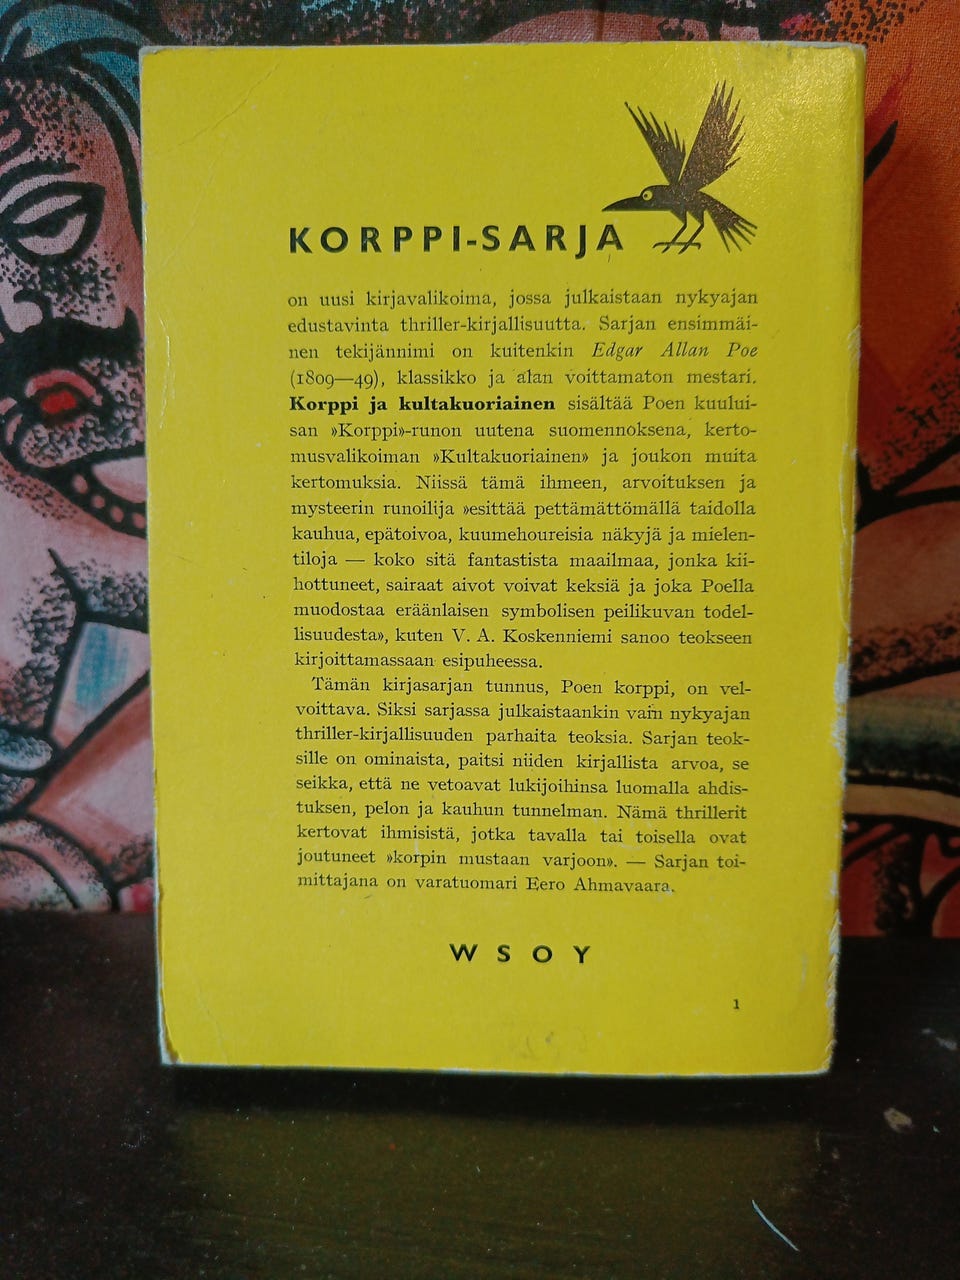 KORPPI-SARJA
on uusi kirjavalikoima, jossa julkaistaan nykyajan
edustavinta thriller-kirjallisuutta. Sarjan ensimmäi-
nen tekijännimi on kuitenkin Edgar Allan Poe
(1809—49), klassikko ja alan voittamaton mestari.
Korppi ja kultakuoriainen sisältää Poen kuului-
san »Korppi»-runon uutena suomennoksena, kerto-
musvalikoiman »Kultakuoriainen» ja joukon muita
kertomuksia. Niissä tämä ihmeen, arvoituksen ja
mysteerin runoilija »esittää pettämättömällä taidolla
kauhua, epätoivoa, kuumehoureisia näkyjä ja mielen-
tiloja — koko sitä fantastista maailmaa, jonka kii-
hottuneet, sairaat aivot voivat keksiä ja joka Poella
muodostaa eräänlaisen symbolisen peilikuvan todel-
lisuudesta», kuten V. A. Koskenniemi sanoo teokseen
kirjoittamassaan esipuheessa.
Tämän kirjasarjan tunnus, Poen korppi, on vel-
voittava. Siksi sarjassa julkaistaankin vain nykyajan
thriller-kirjallisuuden parhaita teoksia. Sarjan teok-
sille on ominaista, paitsi niiden kirjallista arvoa, se
seikka, että ne vetoavat lukijoihinsa luomalla ahdis-
tuksen, pelon ja kauhun tunnelman. Nämä thrillerit
kertovat ihmisistä, jotka tavalla tai toisella ovat
joutuneet »korpin mustaan varjoon». — Sarjan toi-
mittajana on varatuomari Eero Ahmavaara.
WSOY
1